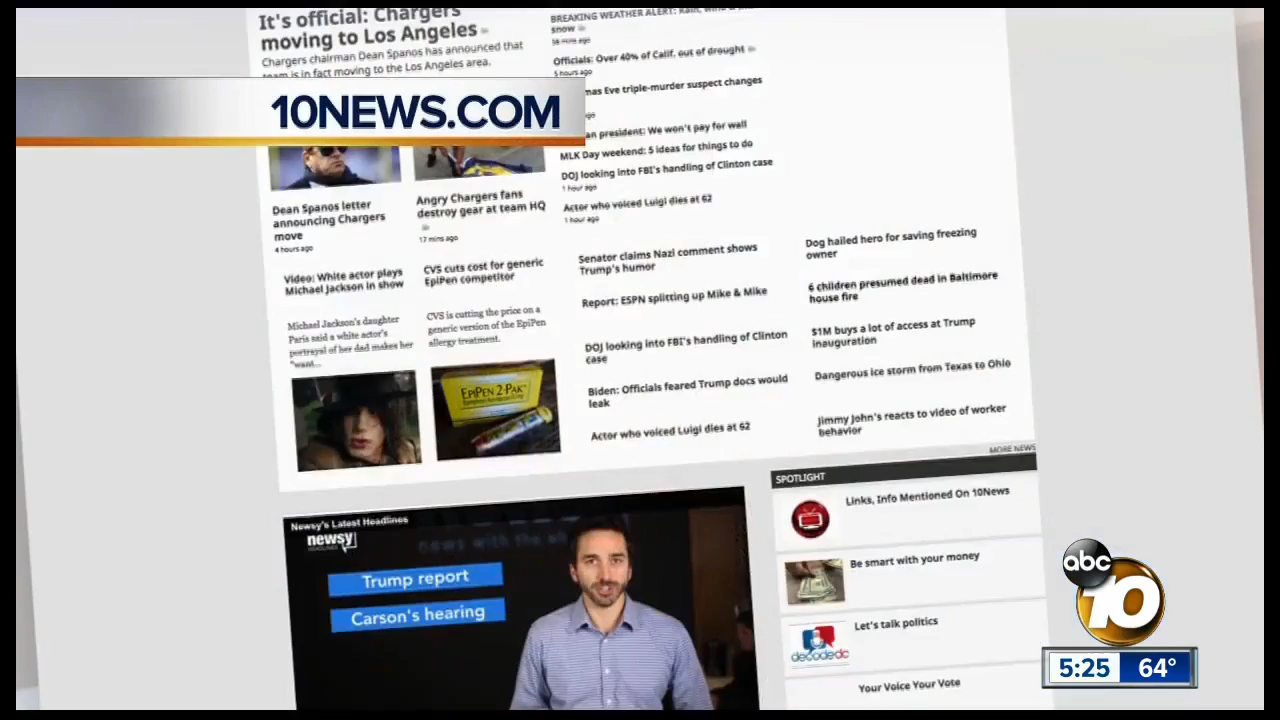 It's official: Chargers
moving to Los Angeles
Chargers chairman Dean Spanos has announced that
team is in fact moving to the Los Angeles area.
10NEWS.COM
Dean Spanos letter
announcing Chargers
move
4 hours ago
Angry Chargers fans
destroy gear at team HQ
17 mins ago
Video: White actor plays
Michael Jackson in show
Michael Jackson's daughter
Paris said a white actor's
portrayal of her dad makes her
"want...
CVS cuts cost for generic
EpiPen competitor
CVS is cutting the price on a
generic version of the EpiPen
allergy treatment.
EPIPEN 2-PAK
BREAKING WEATHER ALERT: Rain, wind &
snow
56 mins ago
Officials: Over 40% of Calif. out of drought
5 hours ago
mas Eve triple-murder suspect changes
ago
an president: We won't pay for wall
MLK Day weekend: 5 ideas for things to do
DOJ looking into FBI's handling of Clinton case
1 hour ago
Actor who voiced Luigi dies at 62
1 hour ago
Senator claims Nazi comment shows
Trump's humor
Report: ESPN splitting up Mike & Mike
DOJ looking into FBI's handling of Clinton
case
Biden: Officials feared Trump docs would
leak
Actor who voiced Luigi dies at 62
Dog hailed hero for saving freezing
owner
6 children presumed dead in Baltimore
house fire
$1M buys a lot of access at Trump
inauguration
Dangerous ice storm from Texas to Ohio
Jimmy John's reacts to video of worker
behavior
MORE NEWS
Newsy's Latest Headlines
newsy
HEADLINES
news with the
Trump report
Carson's hearing
SPOTLIGHT
Links, Info Mentioned On 10News
Be smart with your money
Let's talk politics
decodedc
Your Voice Your Vote
abc
10
5:25 64°